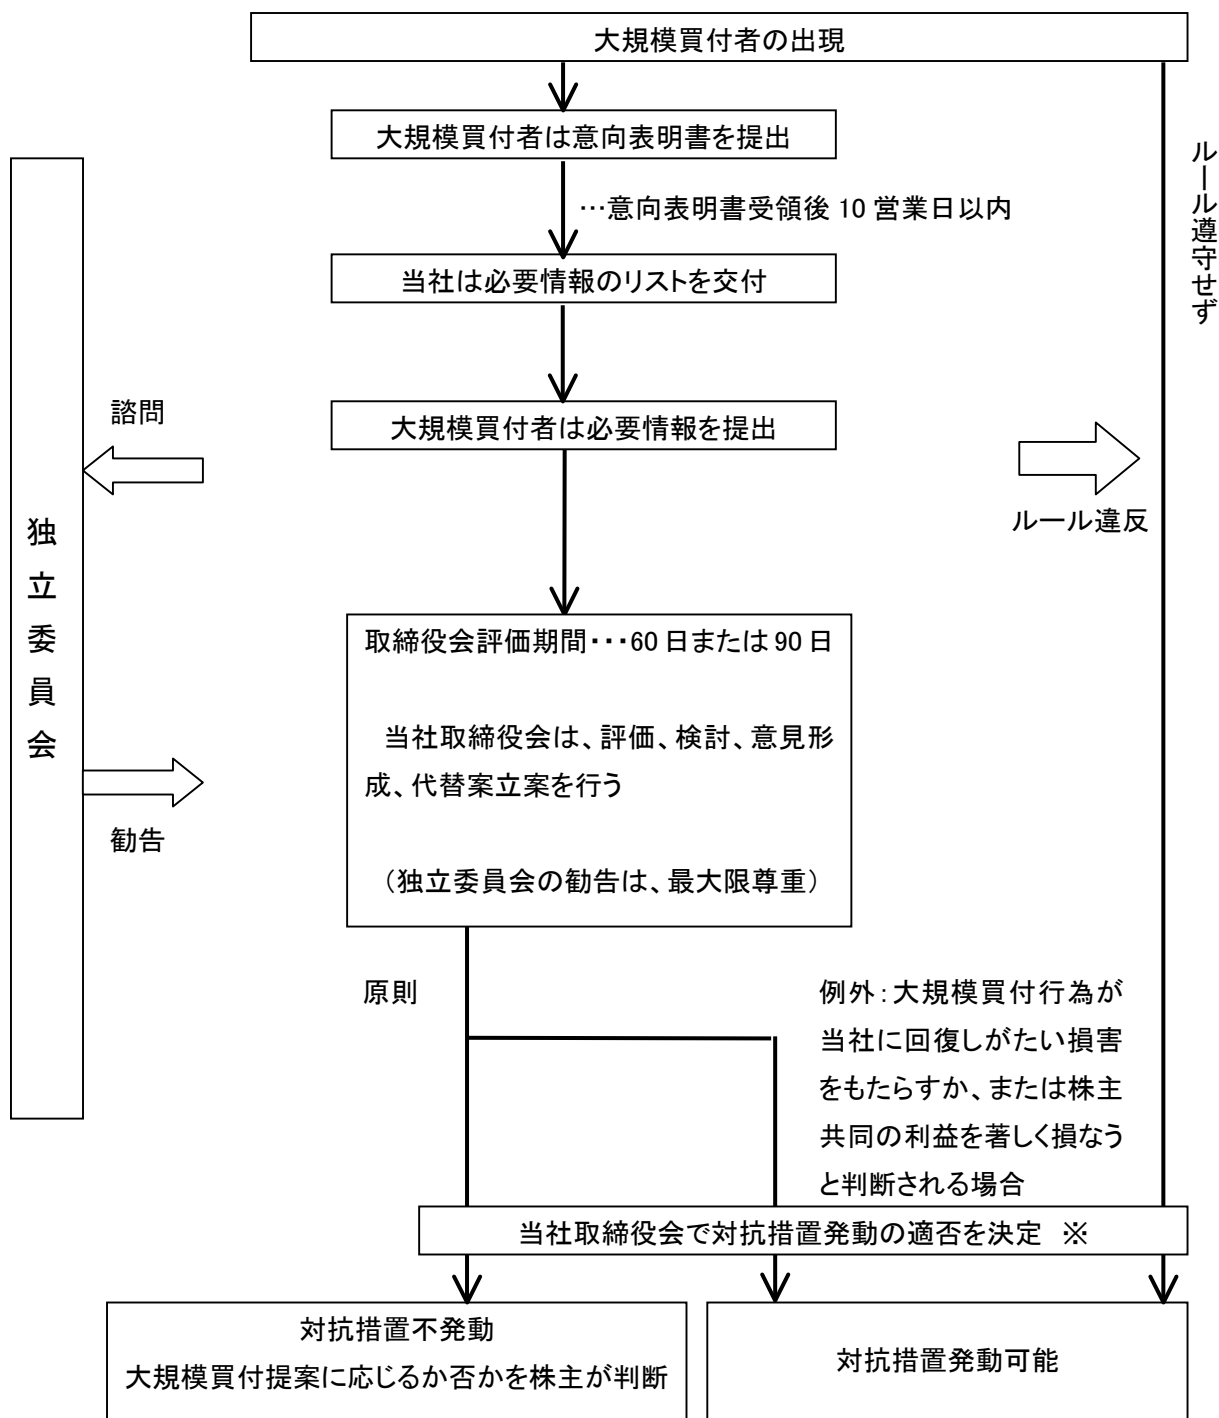 大規模買付者の出現
大規模買付者は意向表明書を提出
…意向表明書受領後 10 営業日以内
当社は必要情報のリストを交付
ルール遵守せず
諮問
大規模買付者は必要情報を提出
ルール違反
独立委員会
取締役会評価期間・・・60 日または 90 日
当社取締役会は、評価、検討、意見形
成、代替案立案を行う
（独立委員会の勧告は、最大限尊重）
勧告
原則
例外：大規模買付行為が
当社に回復しがたい損害
をもたらすか、または株主
共同の利益を著しく損なう
と判断される場合
当社取締役会で対抗措置発動の適否を決定 ※
対抗措置不発動
大規模買付提案に応じるか否かを株主が判断
対抗措置発動可能